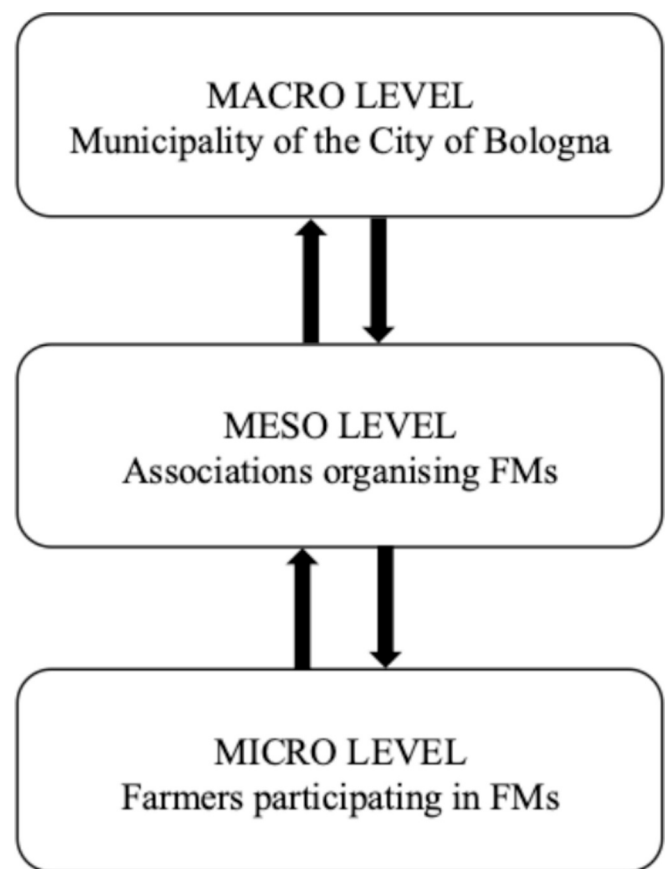 MACRO LEVEL
Municipality of the City of Bologna
MESO LEVEL
Associations organising FMs
MICRO LEVEL
Farmers participating in FMs